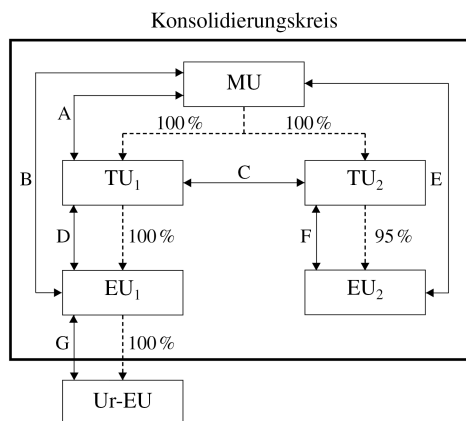 Konsolidierungskreis
MU
A
100 % 100 %
B
TU₁
C
TU₂
E
D
100 %
F
95 %
EU₁
EU₂
G
100 %
Ur-EU